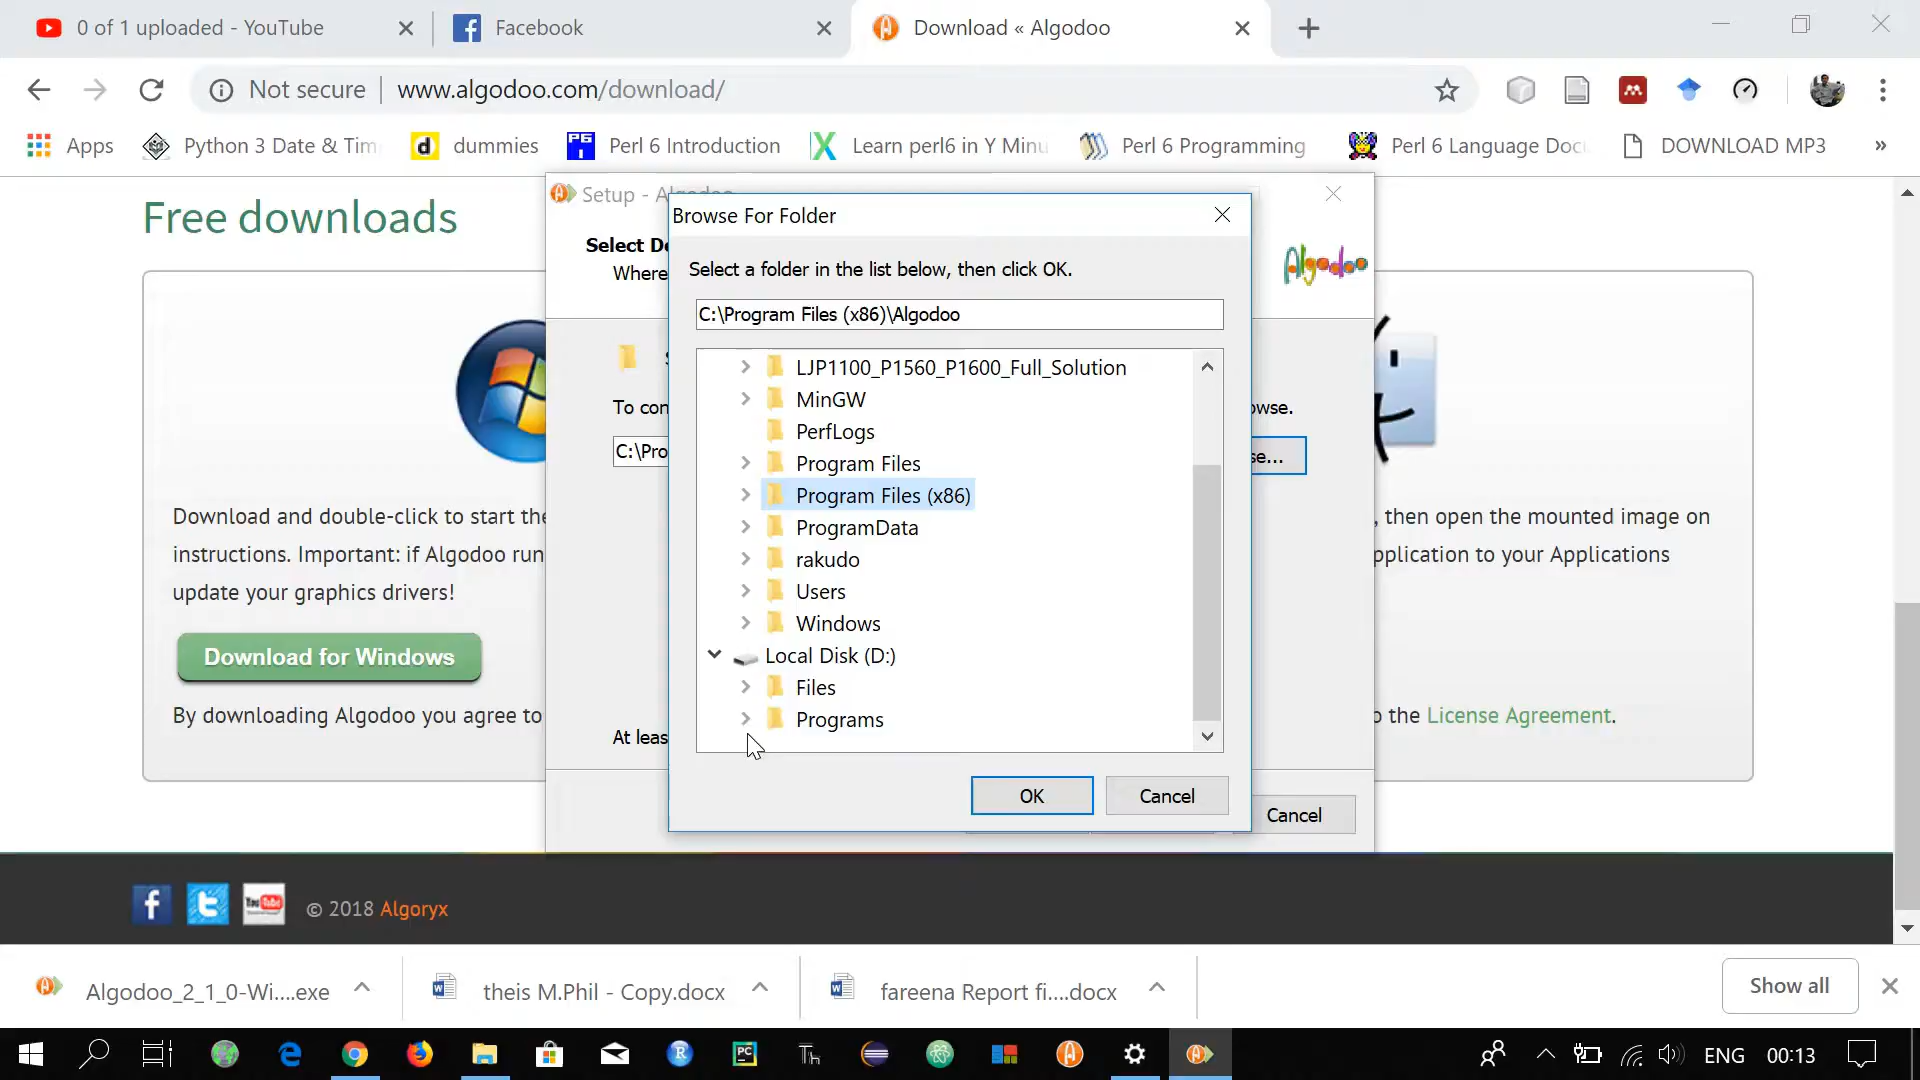 0 of 1 uploaded - YouTube
Facebook
Download « Algodoo
Not secure
www.algodoo.com/download/
Apps
Python 3 Date & Tim
dummies
Perl 6 Introduction
Learn perl6 in Y Minu
Perl 6 Programming
Perl 6 Language Doc
DOWNLOAD MP3
»
Free downloads
Setup - Algodoo
Select De
Where
Algodoo
Browse For Folder
Select a folder in the list below, then click OK.
C:\Program Files (x86)\Algodoo
LJP1100_P1560_P1600_Full_Solution
MinGW
PerfLogs
Program Files
Program Files (x86)
ProgramData
rakudo
Users
Windows
Local Disk (D:)
Files
Programs
OK
Cancel
To con
owse.
C:\Pro
se...
At leas
Cancel
Download and double-click to start the
instructions. Important: if Algodoo run
update your graphics drivers!
Download for Windows
By downloading Algodoo you agree to
, then open the mounted image on
pplication to your Applications
o the License Agreement.
You Tube
© 2018 Algoryx
Algodoo_2_1_0-Wi....exe
theis M.Phil - Copy.docx
fareena Report fi....docx
Show all
ENG
00:13